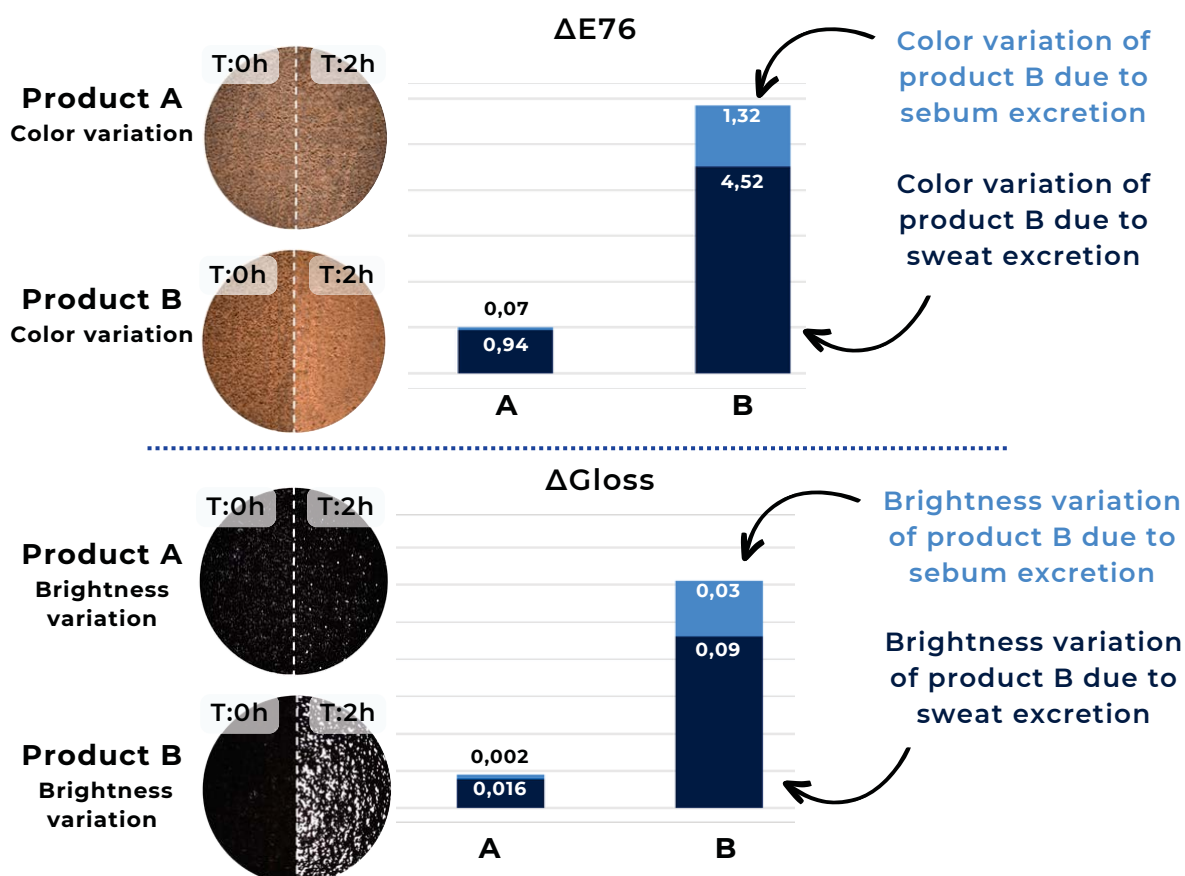 ΔE76
T:0h T:2h
Product A
Color variation
T:0h T:2h
Product B
Color variation
0,07
0,94
1,32
4,52
A B
Color variation of
product B due to
sebum excretion
Color variation of
product B due to
sweat excretion
ΔGloss
T:0h T:2h
Product A
Brightness
variation
T:0h T:2h
Product B
Brightness
variation
0,002
0,016
0,03
0,09
A B
Brightness variation
of product B due to
sebum excretion
Brightness variation
of product B due to
sweat excretion